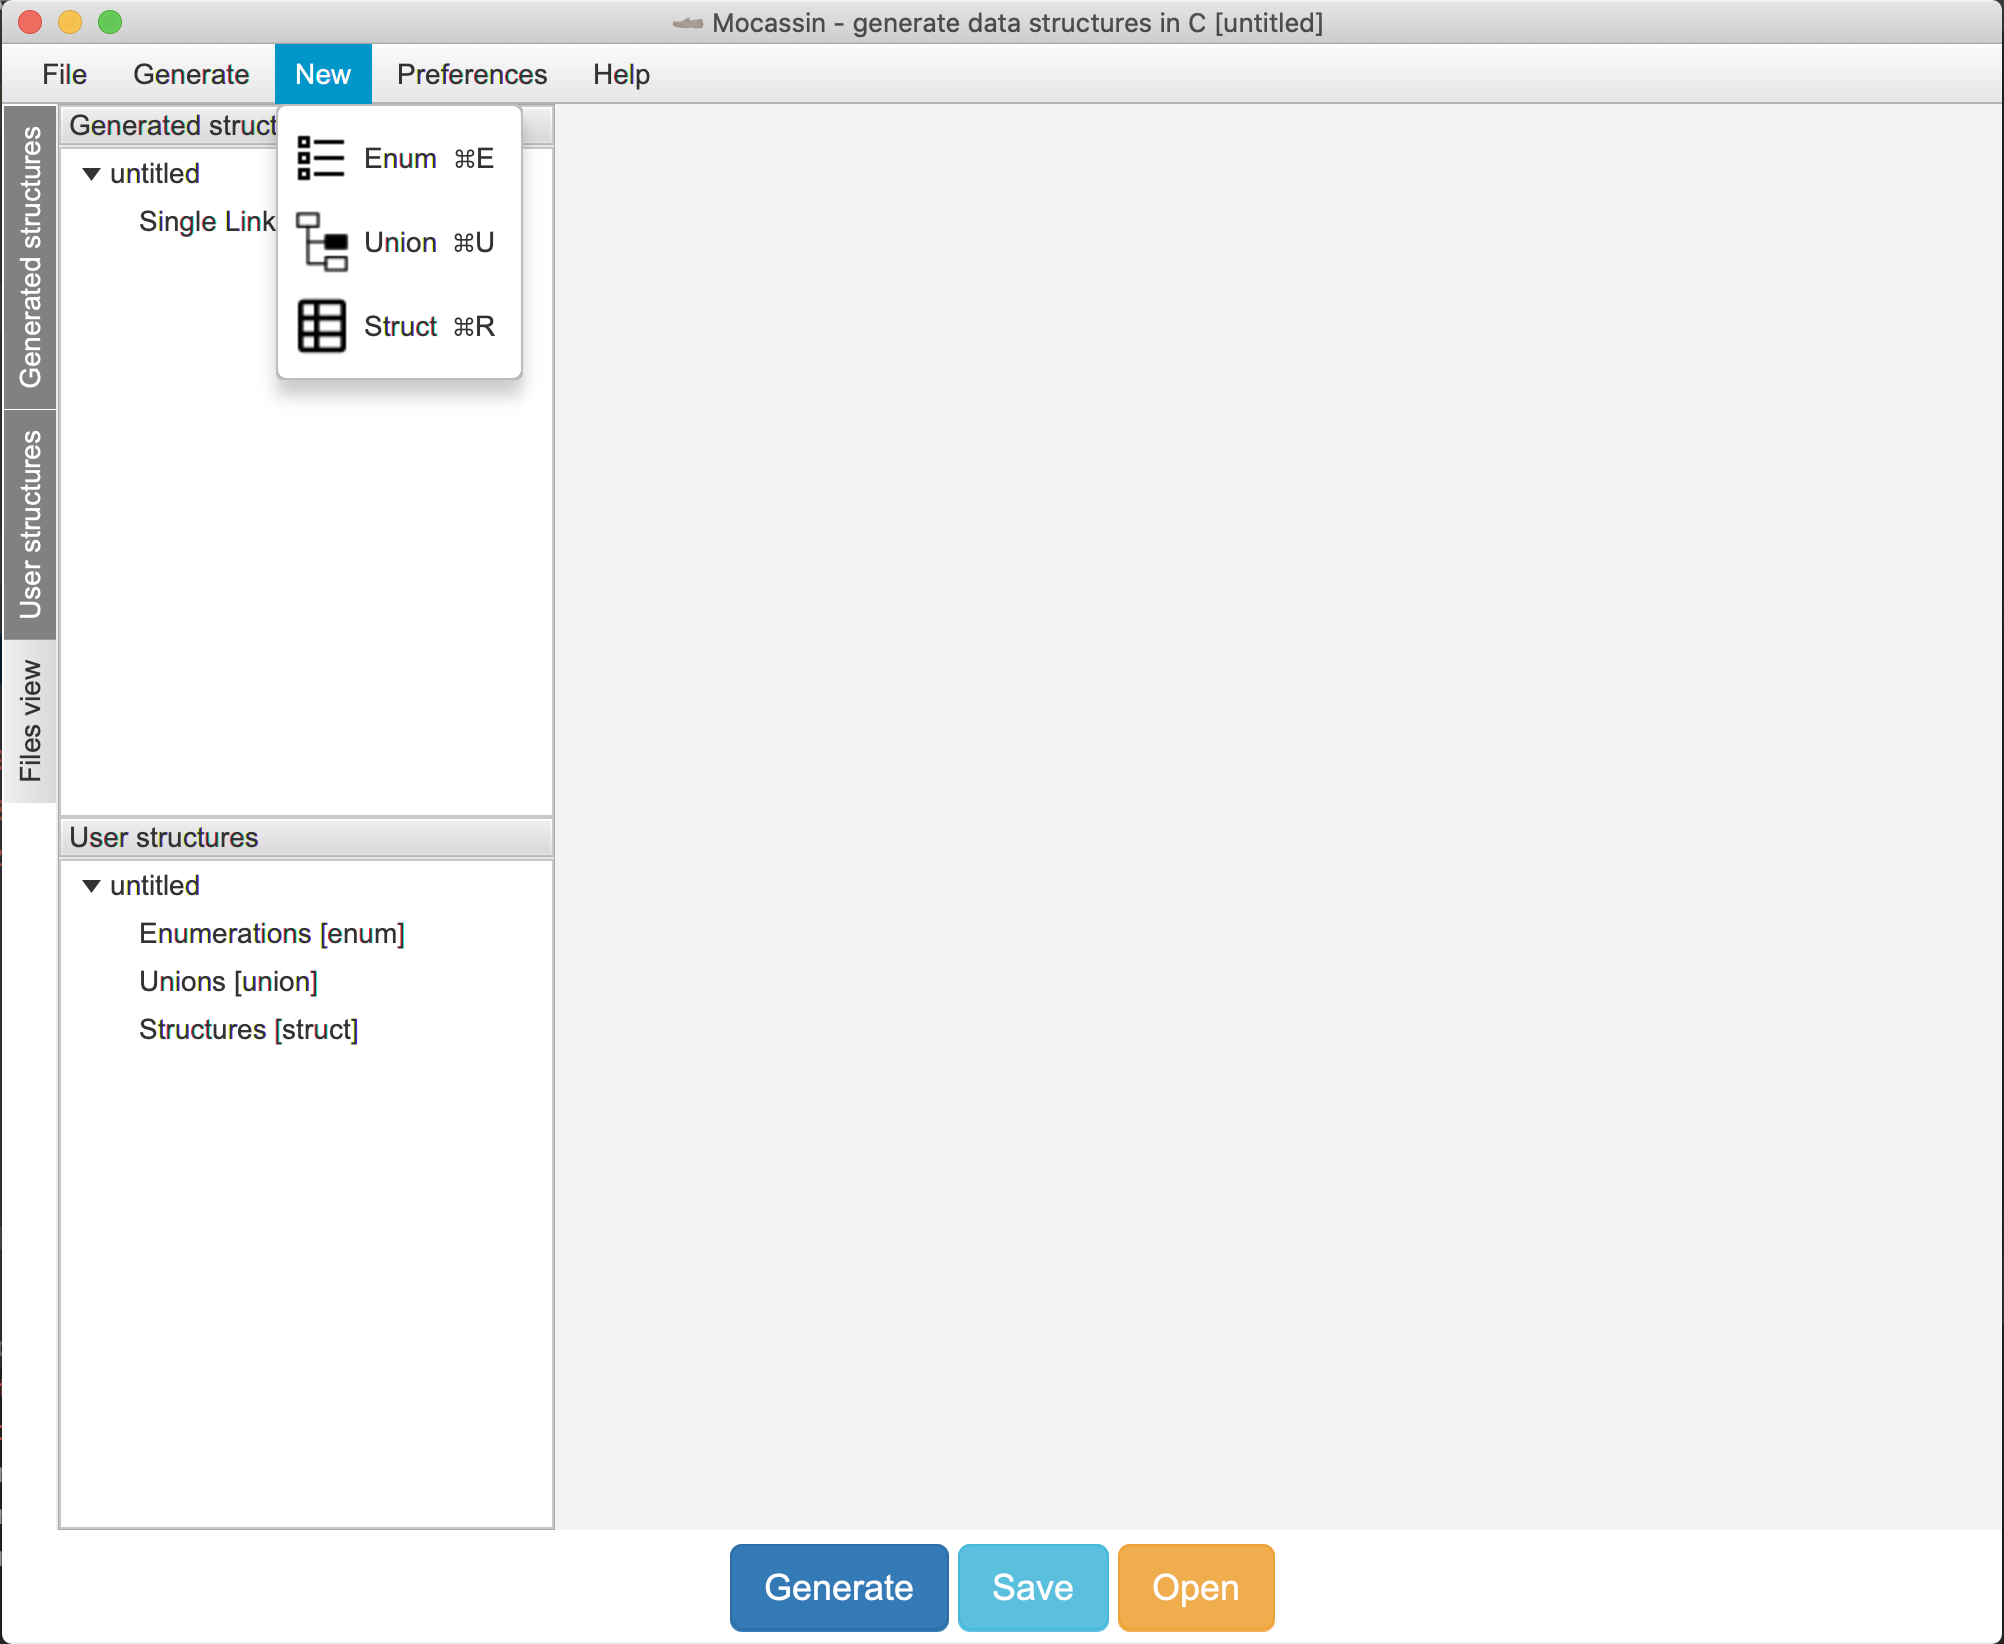 Mocassin - generate data structures in C [untitled]
File Generate New Preferences Help
Generated structures
User structures
Files view
Generated struct
untitled
Single Link
Enum ⌘E
Union ⌘U
Struct ⌘R
User structures
untitled
Enumerations [enum]
Unions [union]
Structures [struct]
Generate Save Open